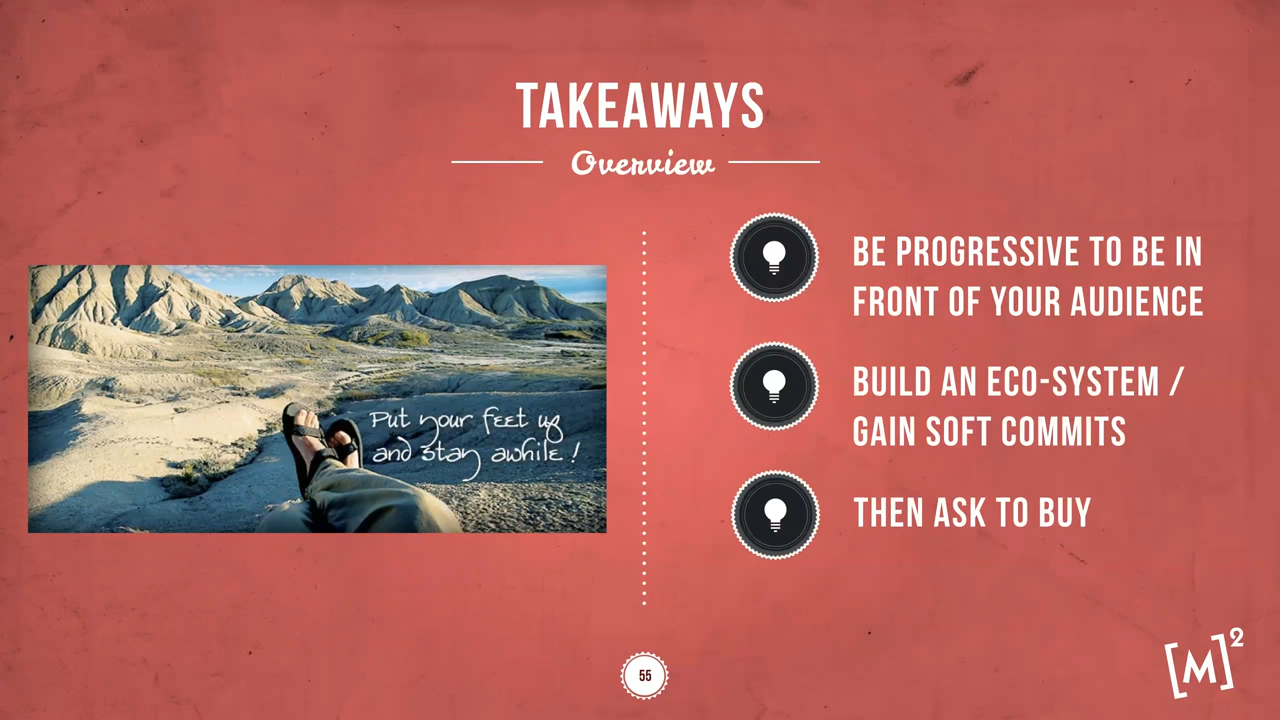 TAKEAWAYS
Overview
Put your feet up
and stay awhile!
BE PROGRESSIVE TO BE IN
FRONT OF YOUR AUDIENCE
BUILD AN ECO-SYSTEM /
GAIN SOFT COMMITS
THEN ASK TO BUY
55
[M]²